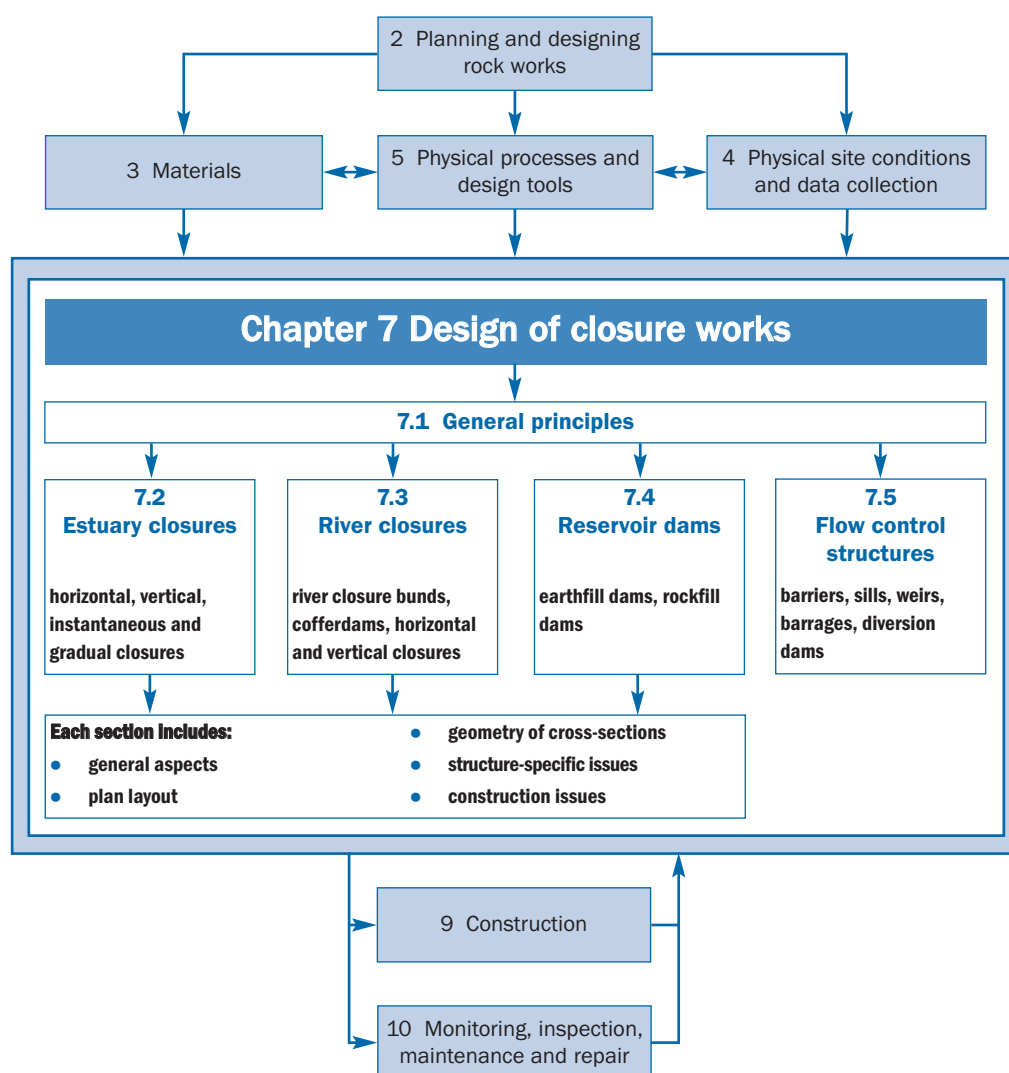 2 Planning and designing
rock works
3 Materials
5 Physical processes and
design tools
4 Physical site conditions
and data collection
Chapter 7 Design of closure works
7.1 General principles
7.2
Estuary closures
horizontal, vertical,
instantaneous and
gradual closures
7.3
River closures
river closure bunds,
cofferdams, horizontal
and vertical closures
7.4
Reservoir dams
earthfill dams, rockfill
dams
7.5
Flow control
structures
barriers, sills, weirs,
barrages, diversion
dams
Each section includes:
● general aspects
● plan layout
● geometry of cross-sections
● structure-specific issues
● construction issues
9 Construction
10 Monitoring, inspection,
maintenance and repair